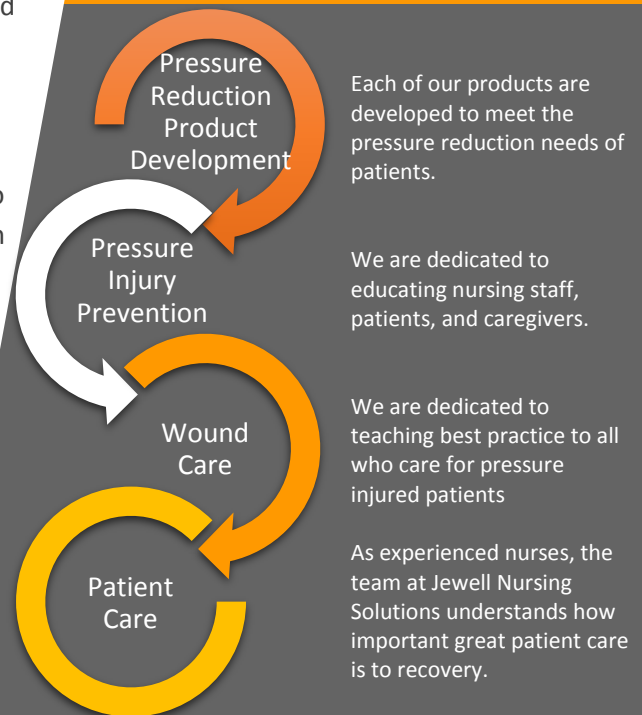 d
o
n
Pressure
Reduction
Product
Development
Each of our products are
developed to meet the
pressure reduction needs of
patients.
Pressure
Injury
Prevention
We are dedicated to
educating nursing staff,
patients, and caregivers.
Wound
Care
We are dedicated to
teaching best practice to all
who care for pressure
injured patients
Patient
Care
As experienced nurses, the
team at Jewell Nursing
Solutions understands how
important great patient care
is to recovery.